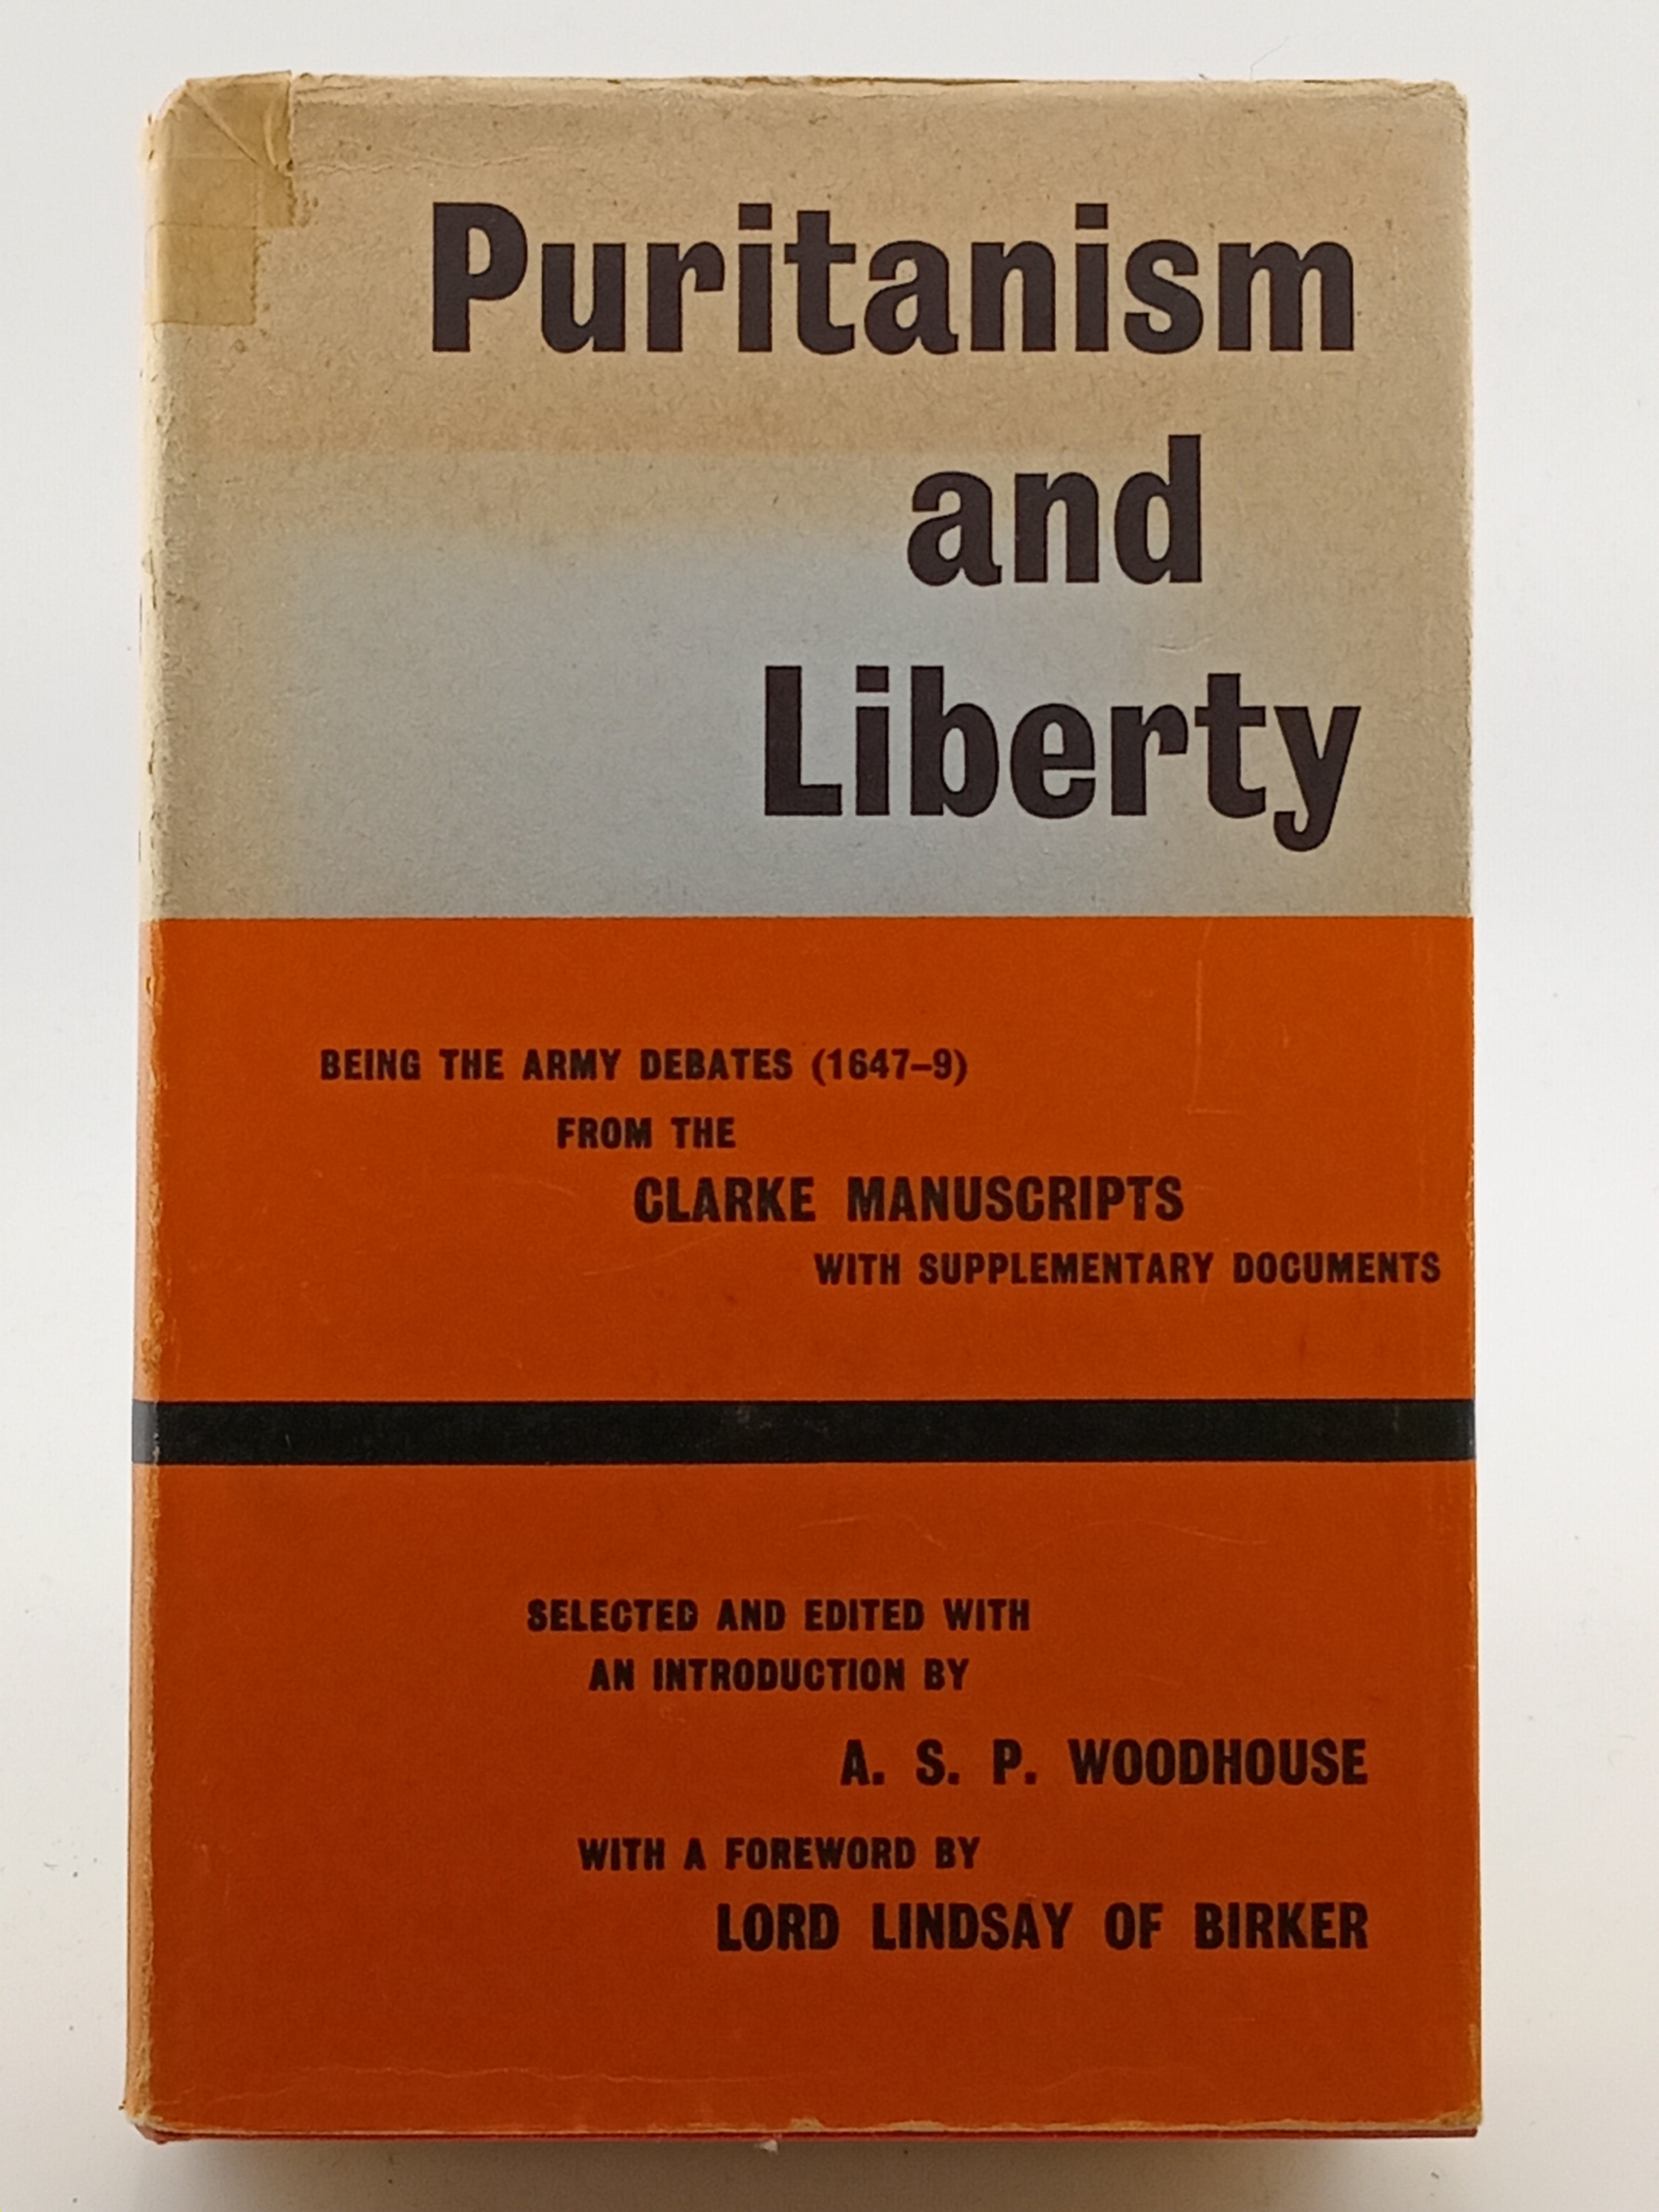 Puritanism
and
Liberty
BEING THE ARMY DEBATES (1647–9)
FROM THE
CLARKE MANUSCRIPTS
WITH SUPPLEMENTARY DOCUMENTS
SELECTED AND EDITED WITH
AN INTRODUCTION BY
A. S. P. WOODHOUSE
WITH A FOREWORD BY
LORD LINDSAY OF BIRKER